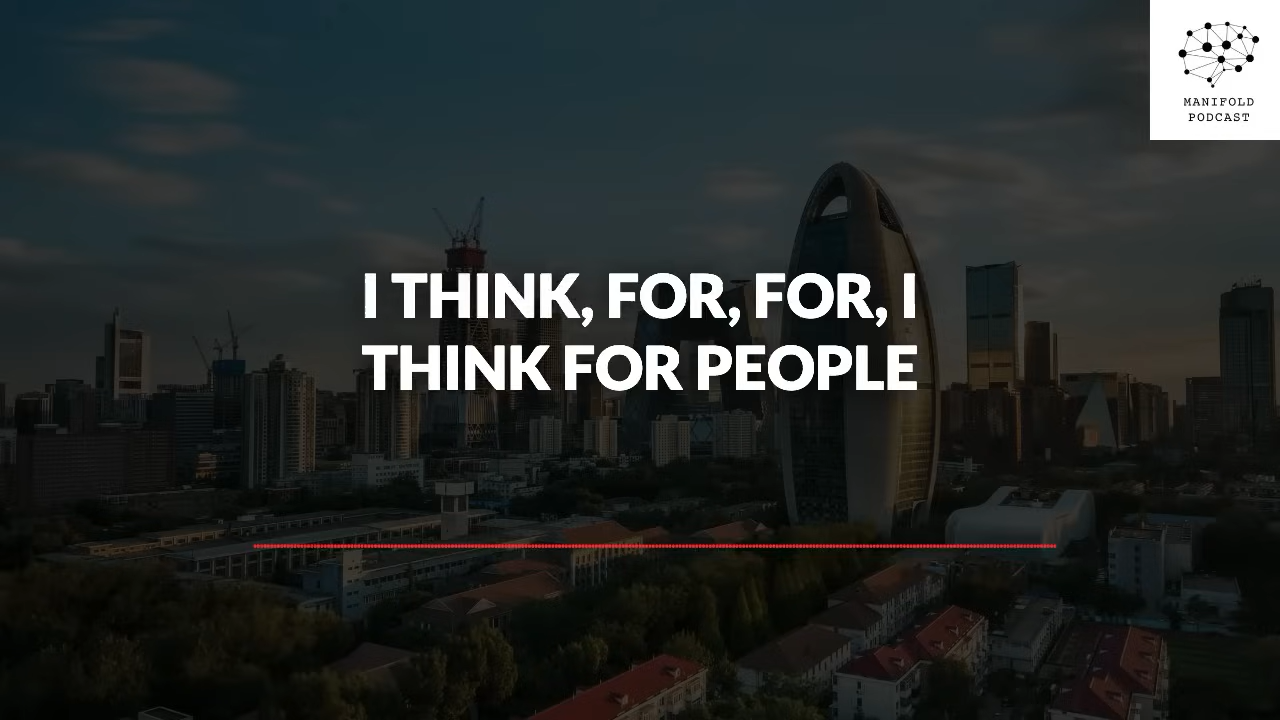 MANIFOLD
PODCAST
I THINK, FOR, FOR, I
THINK FOR PEOPLE